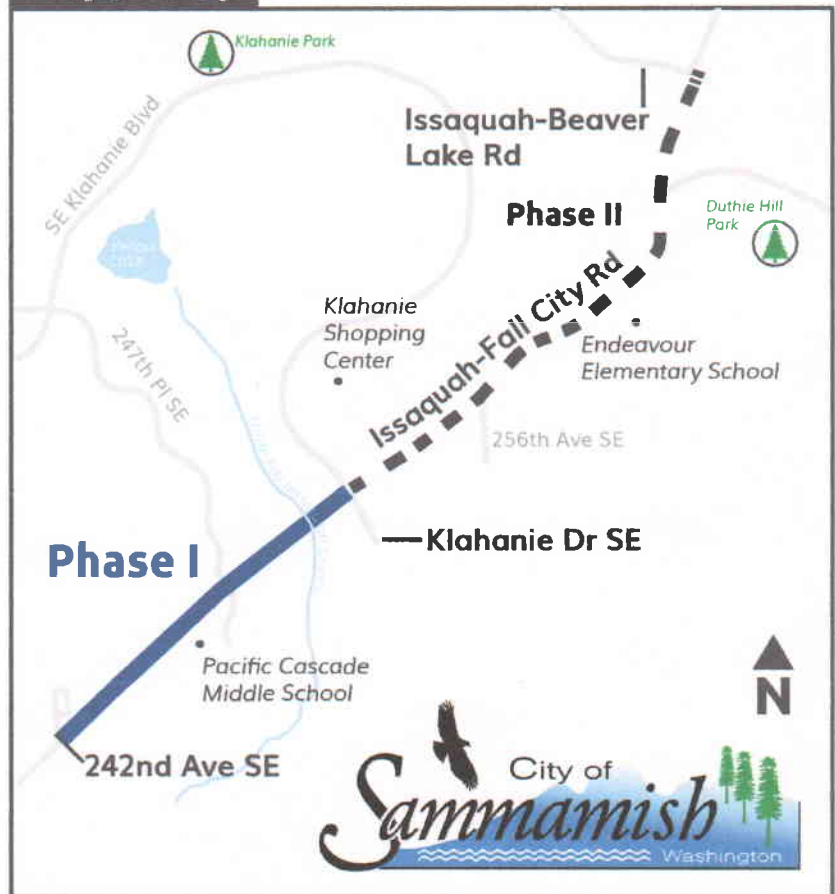 Klahanie Park
SE Klahanie Blvd
Issaquah-Beaver
Lake Rd
Phase II
Duthie Hill
Park
Klahanie
Shopping
Center
Issaquah-Fall City Rd
Endeavour
Elementary School
247th Pl SE
256th Ave SE
Klahanie Dr SE
Phase I
Pacific Cascade
Middle School
N
242nd Ave SE
City of
Sammamish
Washington